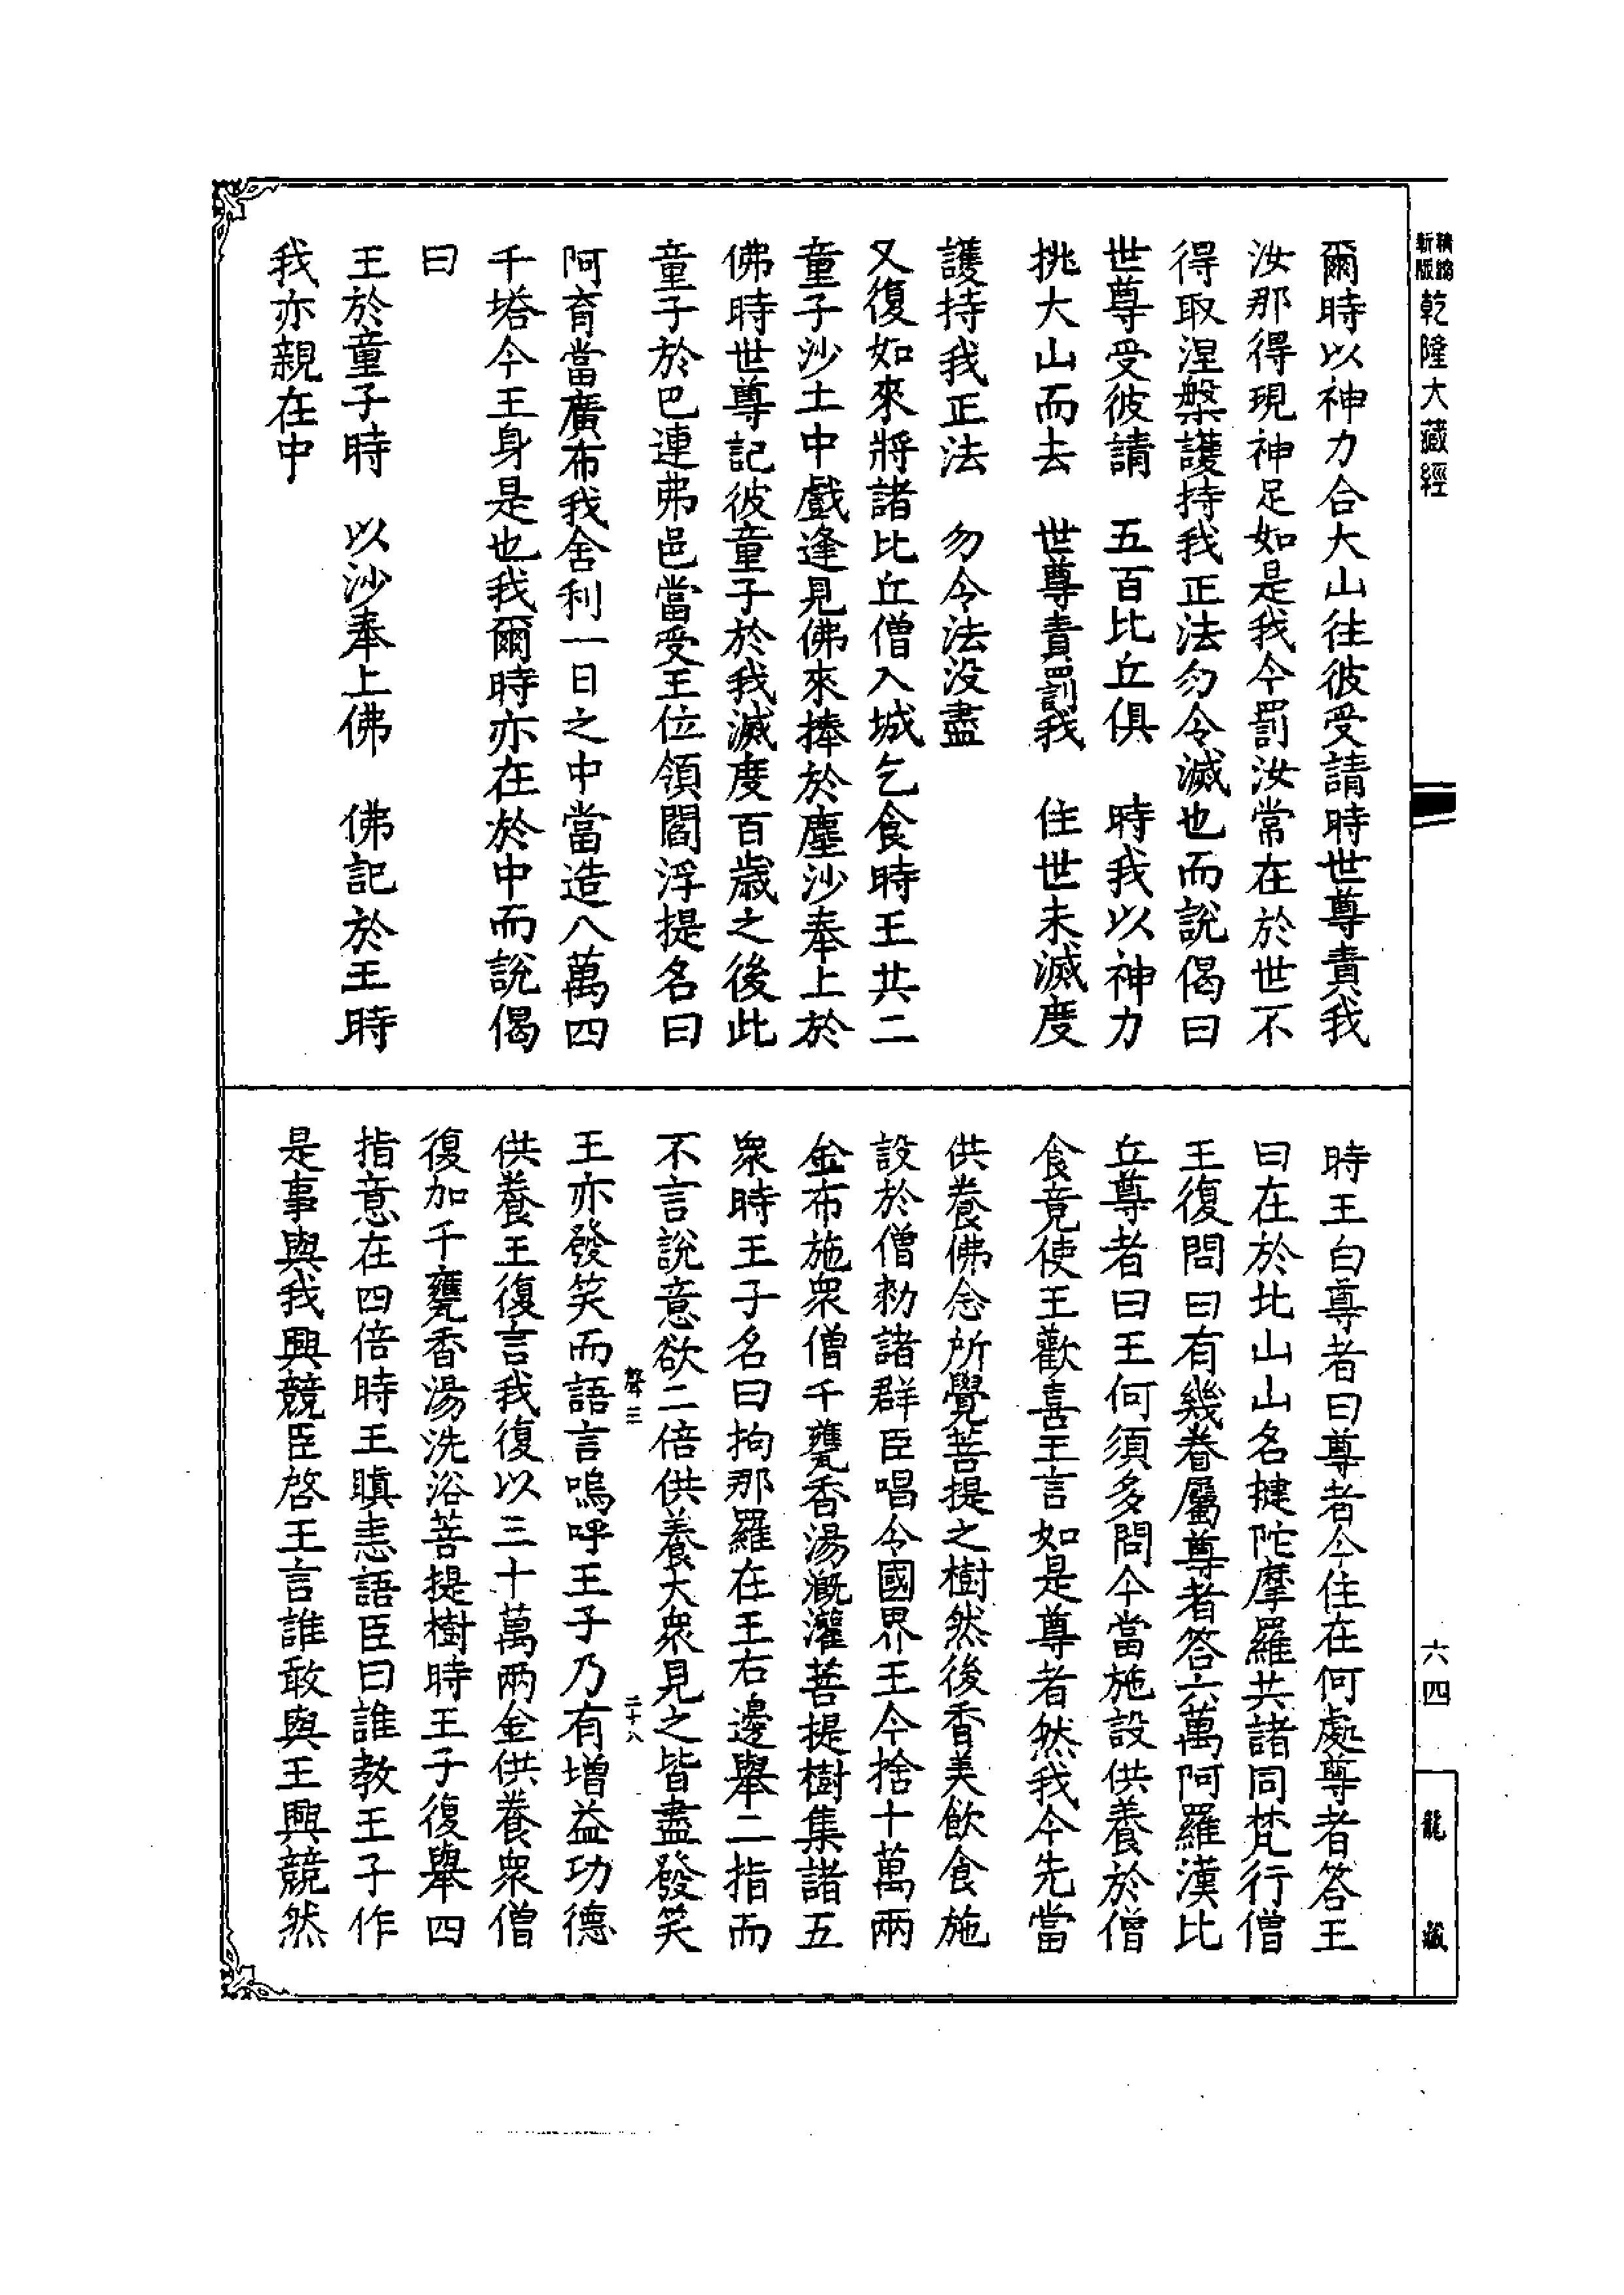 乾隆大藏經
爾時以神力合大山往彼受請時世尊責我
汝那得現神足如是我今罰汝常在於世不
得取涅槃護持我正法勿令滅也而說偈曰
世尊受彼請　五百比丘俱　時我以神力
挑大山而去　世尊責罰我　住世未滅度
護持我正法　勿令法没盡
又復如來將諸比丘僧入城乞食時王共二
童子沙土中戲逢見佛來捧於塵沙奉上於
佛時世尊記彼童子於我滅度百歲之後此
童子於巴連弗邑當受王位領閻浮提名曰
阿育當廣布我舍利一日之中當造八萬四
千塔今王身是也我爾時亦在於中而說偈
曰
王於童子時　以沙奉上佛　佛記於王時
我亦親在中
時王白尊者曰尊者今住在何處尊者答王
曰在於北山山名揵陀摩羅共諸同梵行僧
王復問曰有幾眷屬尊者答六萬阿羅漢比
丘尊者曰王何須多問今當施設供養於僧
食竟使王歡喜王言如是尊者然我今先當
供養佛念所覺菩提之樹然後香美飲食施
設於僧勑諸群臣唱令國界王今捨十萬兩
金布施眾僧千甕香湯溉灌菩提樹集諸五
眾時王子名曰拘那羅在王右邊舉二指而
不言說意欲二倍供養大眾見之皆盡發笑
聲三
二十八
王亦發笑而語言嗚呼王子乃有增益功德
供養王復言我復以三十萬兩金供養眾僧
復加千甕香湯洗浴菩提樹時王子復舉四
指意在四倍時王瞋恚語臣曰誰教王子作
是事與我興競臣啓王言誰敢與王興競然
六四
龍藏